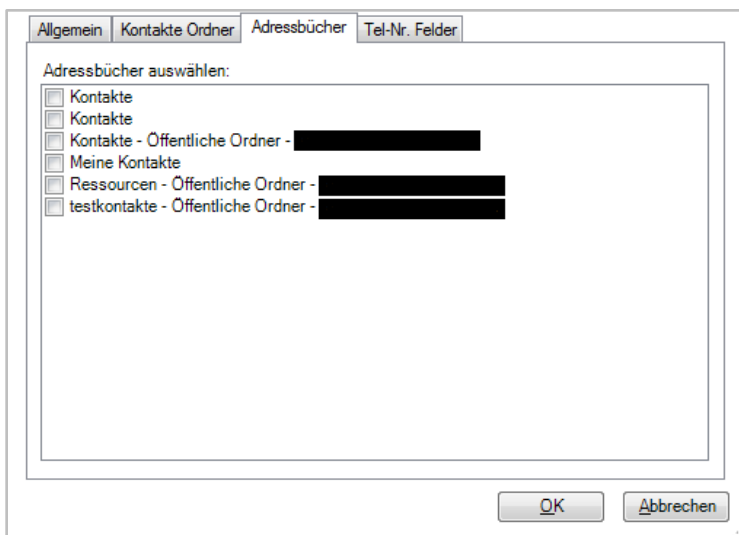 Allgemein Kontakte Ordner Adressbücher Tel-Nr. Felder
Adressbücher auswählen:
Kontakte
Kontakte
Kontakte - Öffentliche Ordner -
Meine Kontakte
Ressourcen - Öffentliche Ordner -
testkontakte - Öffentliche Ordner -
OK Abbrechen